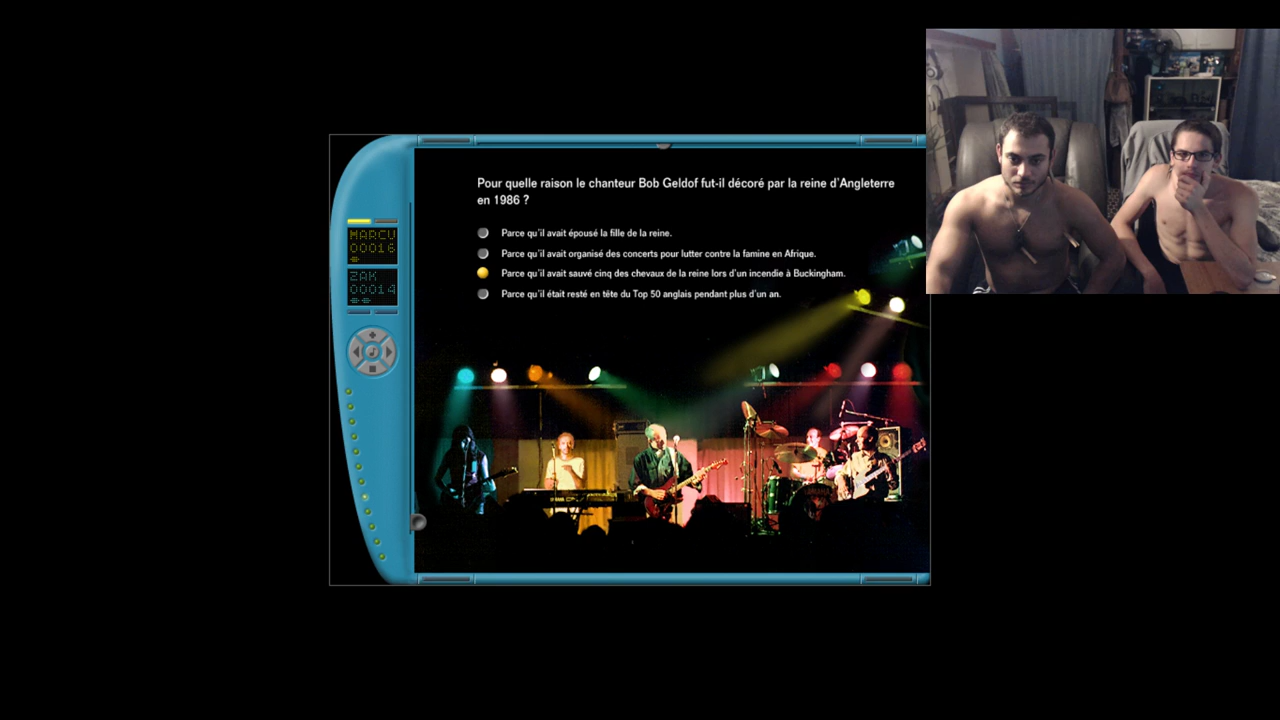 Pour quelle raison le chanteur Bob Geldof fut-il décoré par la reine d'Angleterre
en 1986 ?
Parce qu'il avait épousé la fille de la reine.
Parce qu'il avait organisé des concerts pour lutter contre la famine en Afrique.
Parce qu'il avait sauvé cinq des chevaux de la reine lors d'un incendie à Buckingham.
Parce qu'il était resté en tête du Top 50 anglais pendant plus d'un an.
MARCU
00016
ZAK
00014